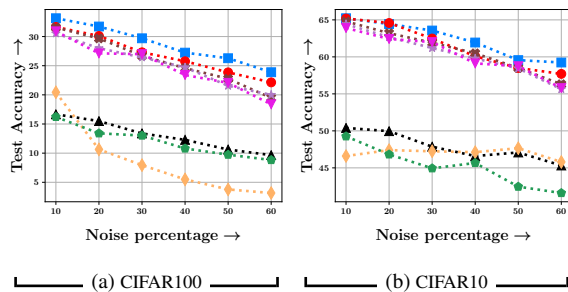 Test Accuracy →
30
25
20
15
10
5
10 20 30 40 50 60
Noise percentage →
Test Accuracy →
65
60
55
50
45
10 20 30 40 50 60
Noise percentage →
(a) CIFAR100
(b) CIFAR10